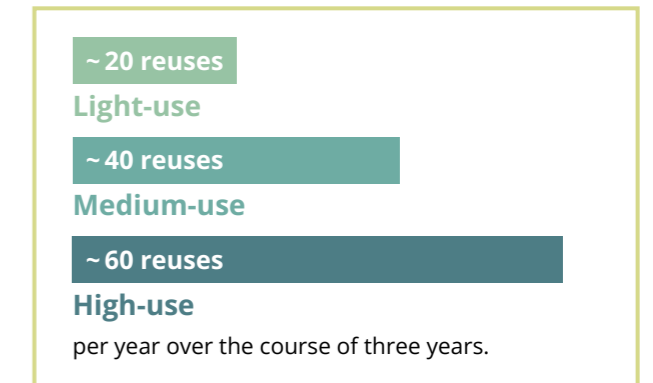 ~ 20 reuses
Light-use
~ 40 reuses
Medium-use
~ 60 reuses
High-use
per year over the course of three years.